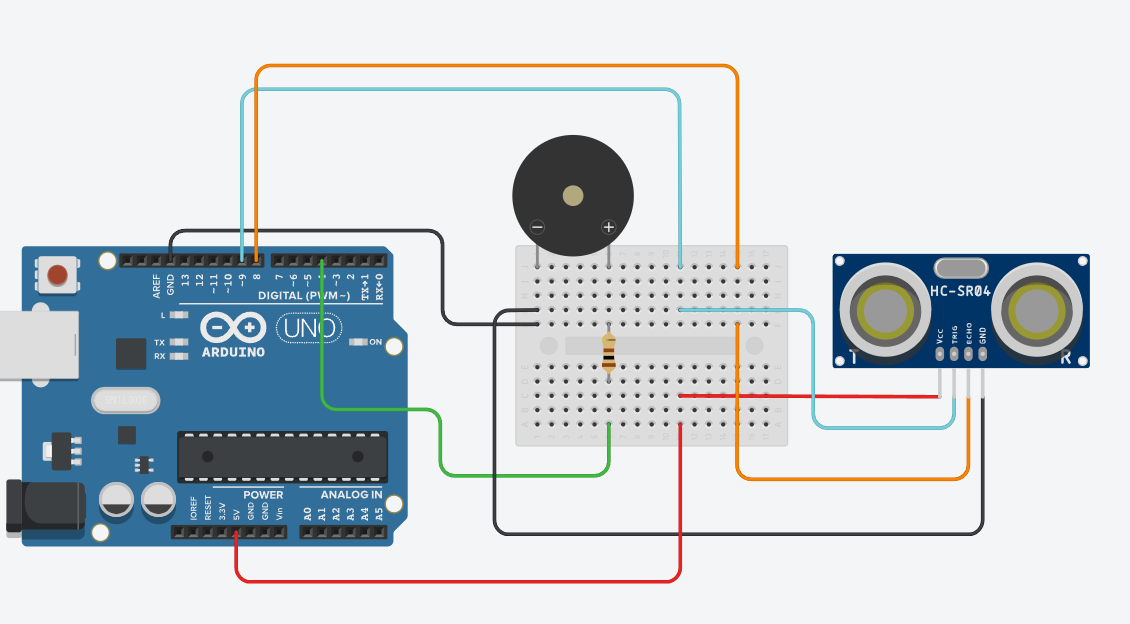 AREF
GND
13
12
~11
~10
~9
8
7
~6
~5
~3
2
TX→1
RX←0
DIGITAL (PWM~)
L
TX
RX
UNO
ARDUINO
ON
IOREF
RESET
3.3V
5V
GND
GND
Vin
POWER
ANALOG IN
A0
A1
A2
A3
A4
A5
−
+
HC-SR04
VCC
TRIG
ECHO
GND
T
R